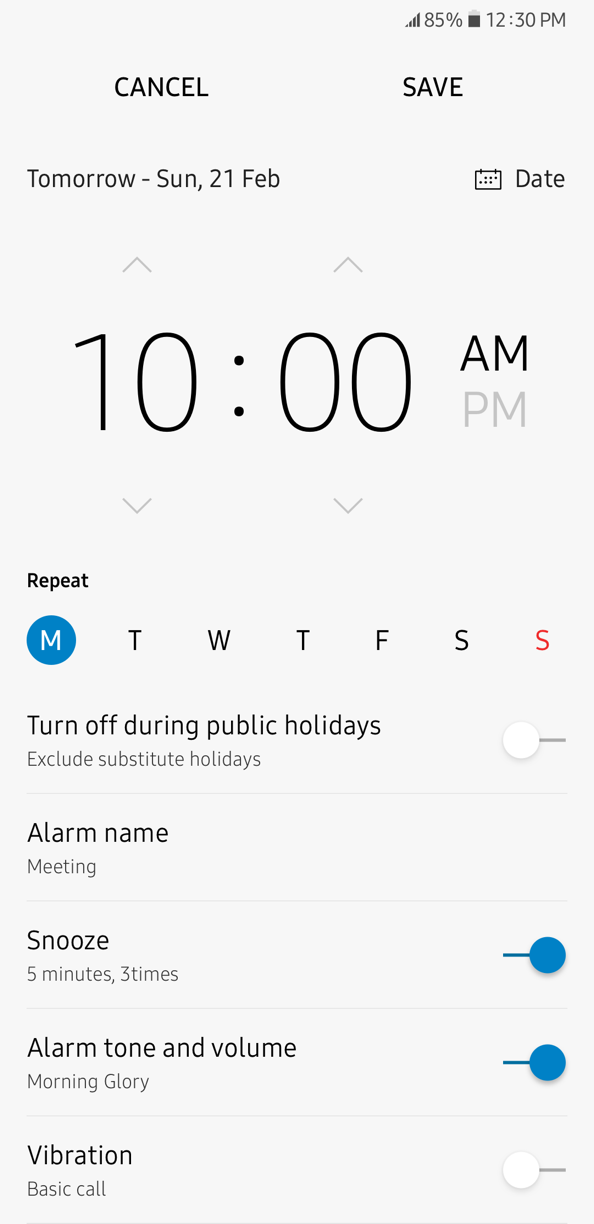 85% 12:30 PM
CANCEL SAVE
Tomorrow - Sun, 21 Feb Date
10 : 00 AM
PM
Repeat
M T W T F S S
Turn off during public holidays
Exclude substitute holidays
Alarm name
Meeting
Snooze
5 minutes, 3times
Alarm tone and volume
Morning Glory
Vibration
Basic call